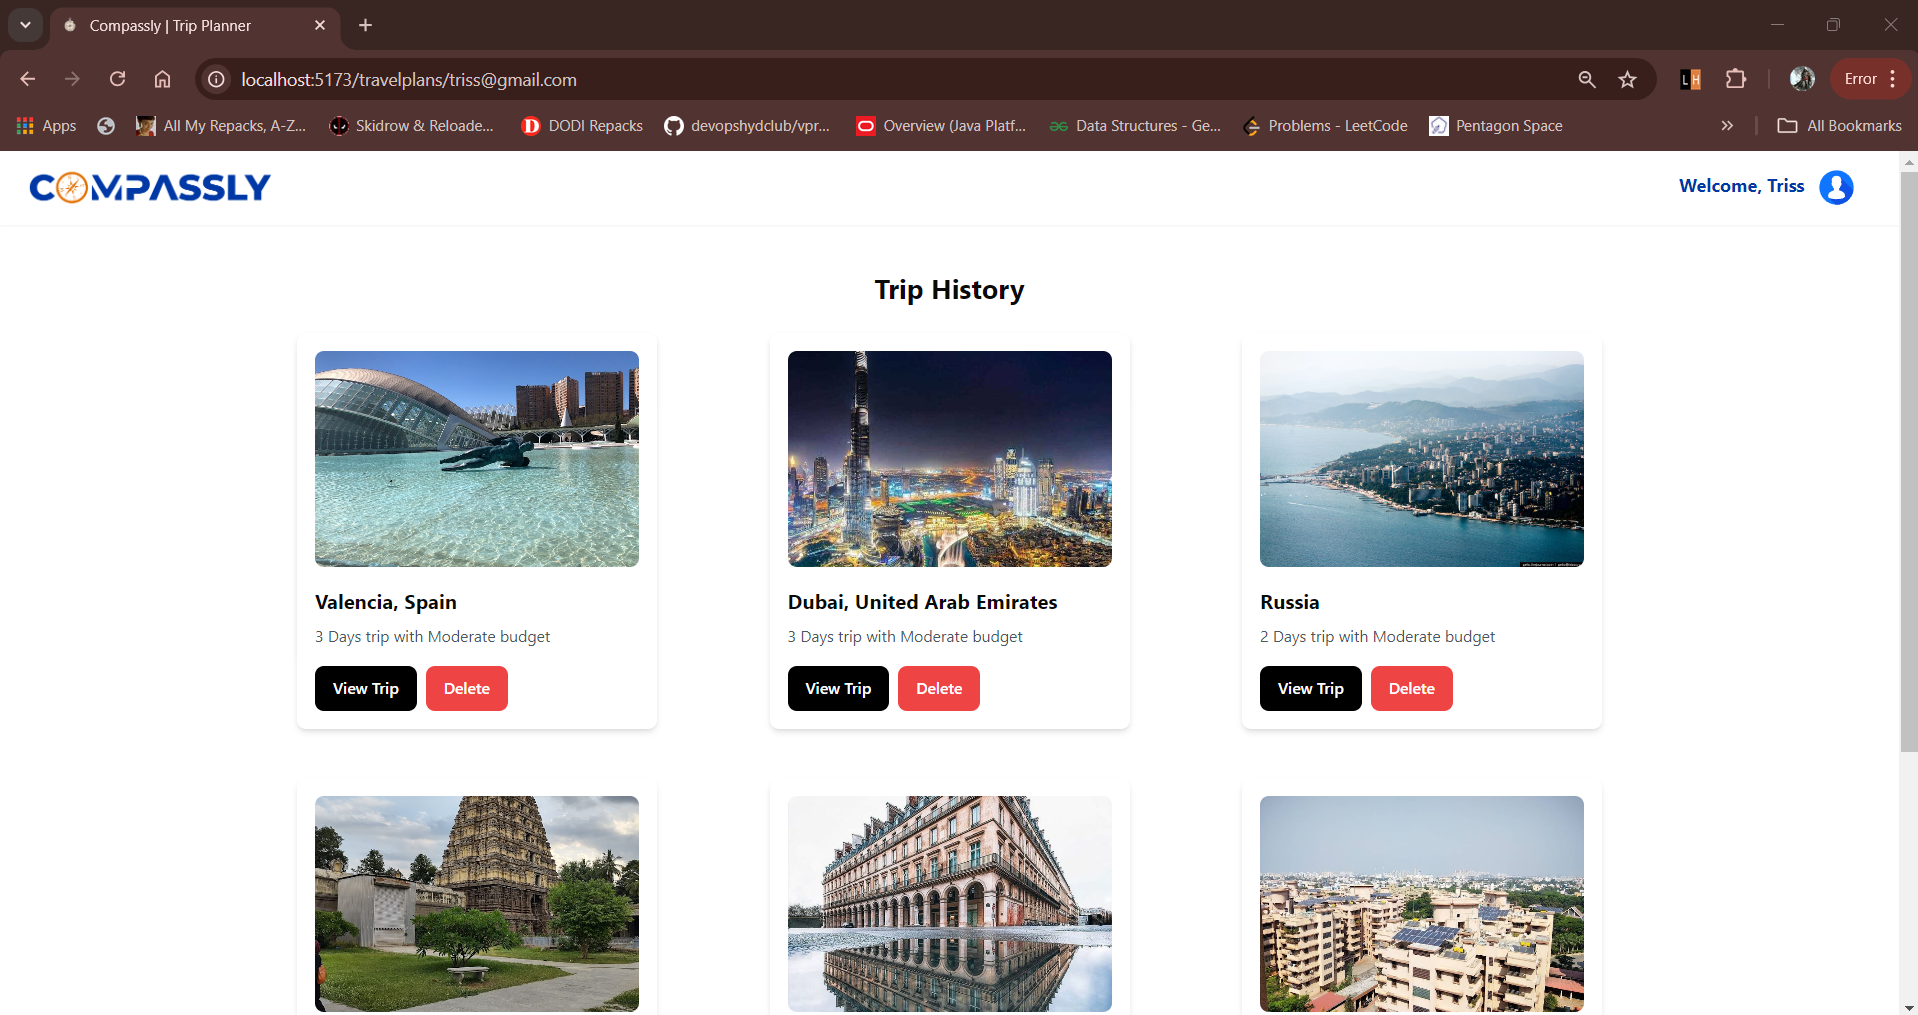 Compassly | Trip Planner
localhost:5173/travelplans/triss@gmail.com
Error
Apps
All My Repacks, A-Z...
Skidrow & Reloade...
DODI Repacks
devopshydclub/vpr...
Overview (Java Platf...
Data Structures - Ge...
Problems - LeetCode
Pentagon Space
All Bookmarks
COMPASSLY
Welcome, Triss
Trip History
Valencia, Spain
3 Days trip with Moderate budget
View Trip
Delete
Dubai, United Arab Emirates
3 Days trip with Moderate budget
View Trip
Delete
Russia
2 Days trip with Moderate budget
View Trip
Delete